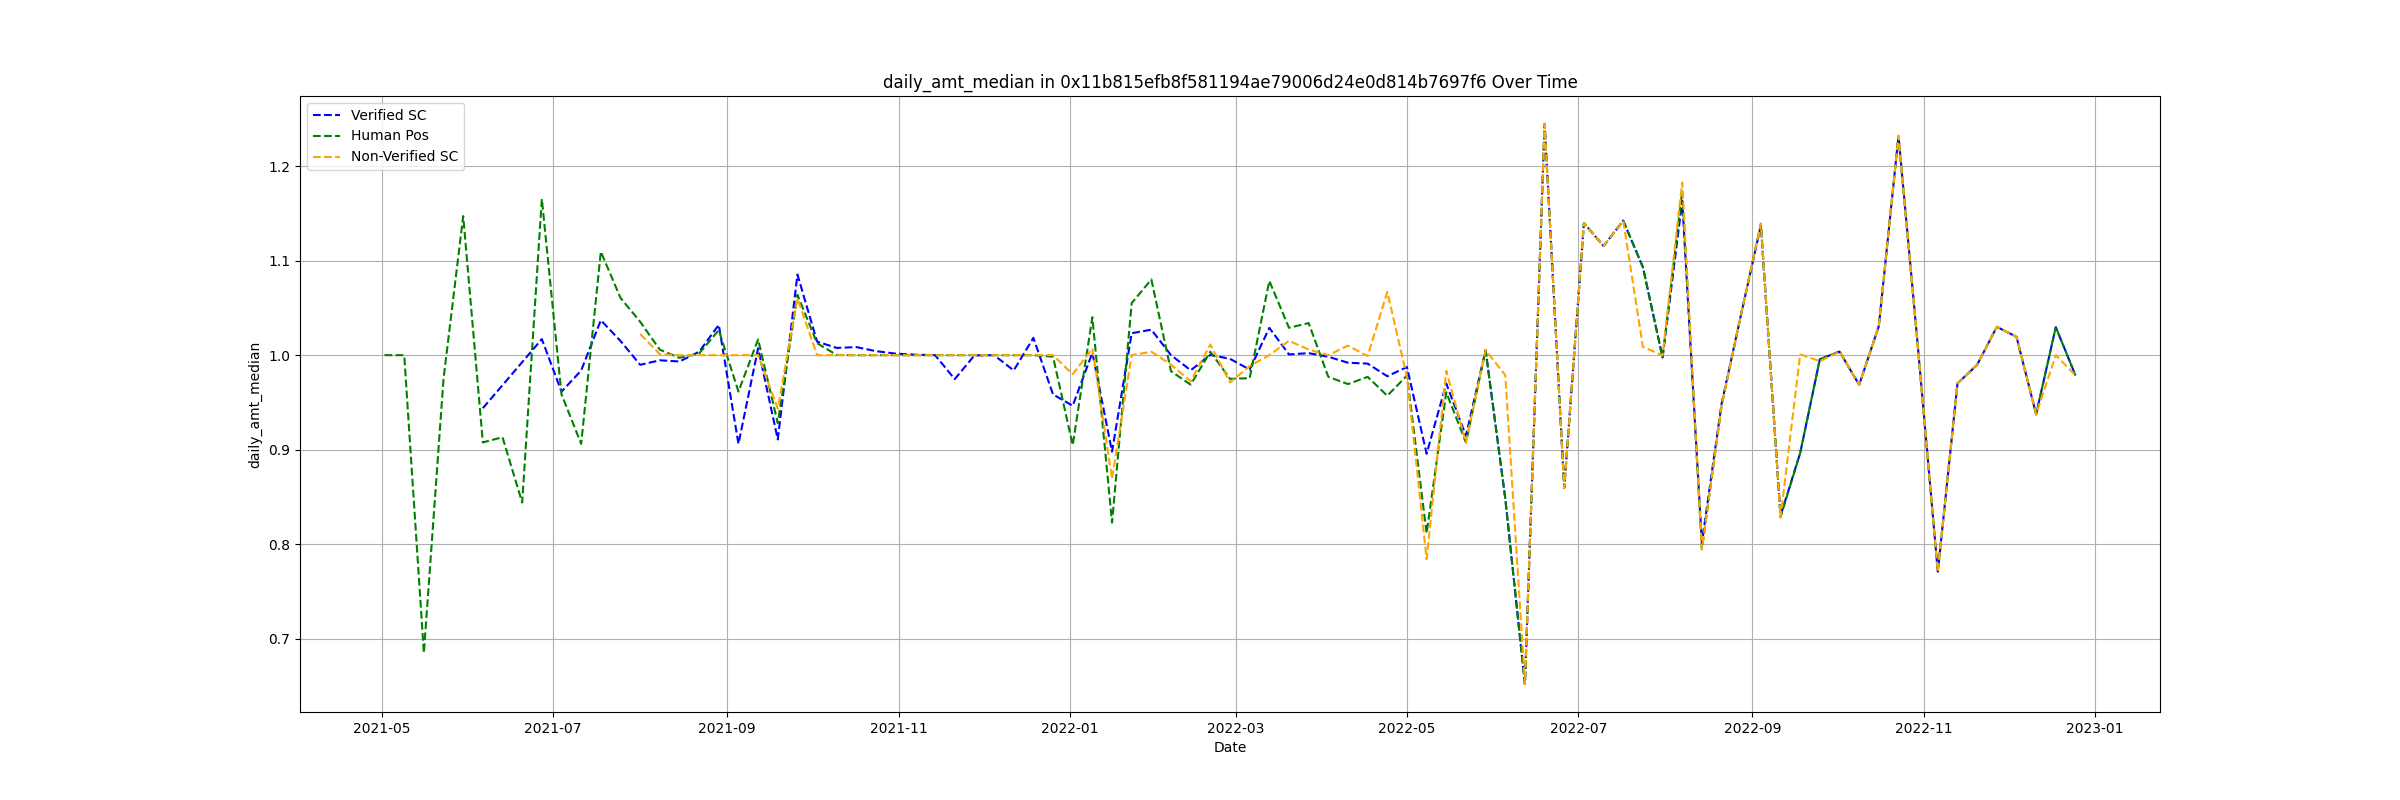 daily_amt_median in 0x11b815efb8f581194ae79006d24e0d814b7697f6 Over Time
Verified SC
Human Pos
Non-Verified SC
daily_amt_median
1.2
1.1
1.0
0.9
0.8
0.7
2021-05 2021-07 2021-09 2021-11 2022-01 2022-03 2022-05 2022-07 2022-09 2022-11 2023-01
Date